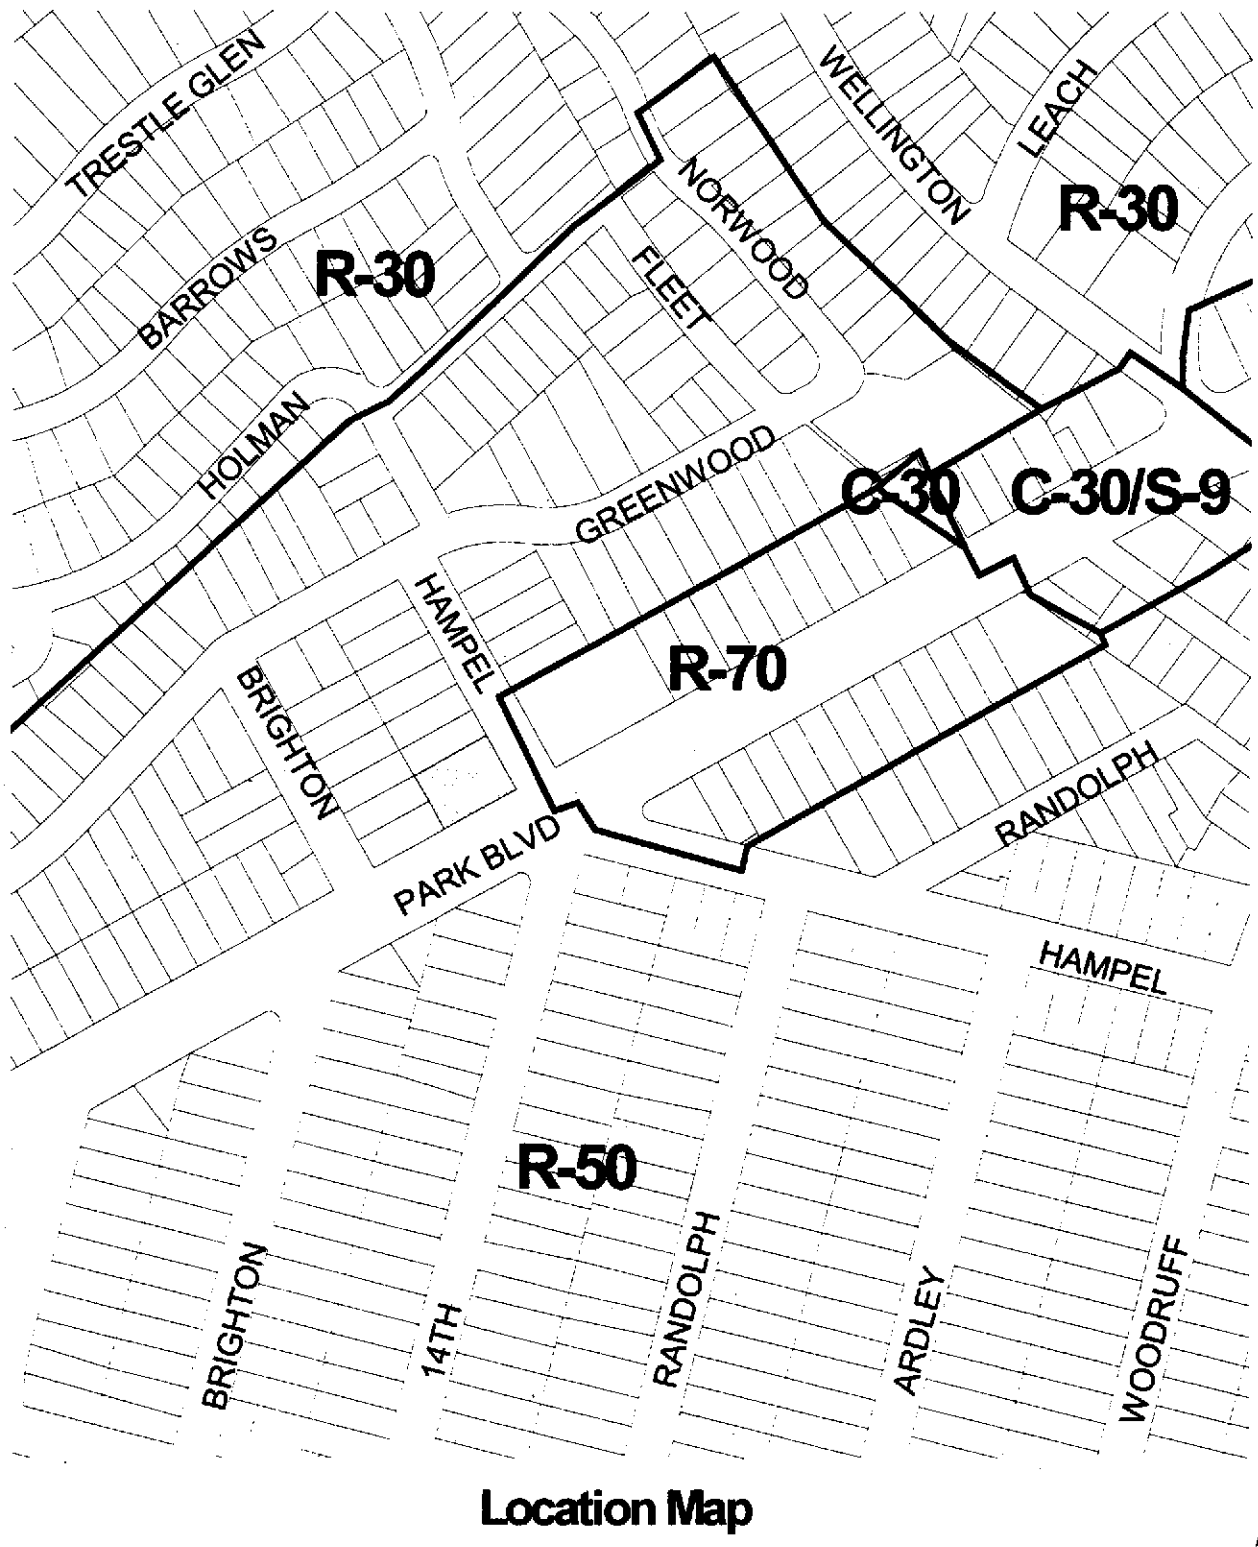 TRESTLE GLEN
WELLINGTON
LEACH
NORWOOD
R-30
BARROWS
R-30
FLEET
HOLMAN
GREENWOOD
C-30
C-30/S-9
HAMPEL
R-70
BRIGHTON
RANDOLPH
PARK BLVD
HAMPEL
R-50
BRIGHTON
14TH
RANDOLPH
ARDLEY
WOODRUFF
Location Map